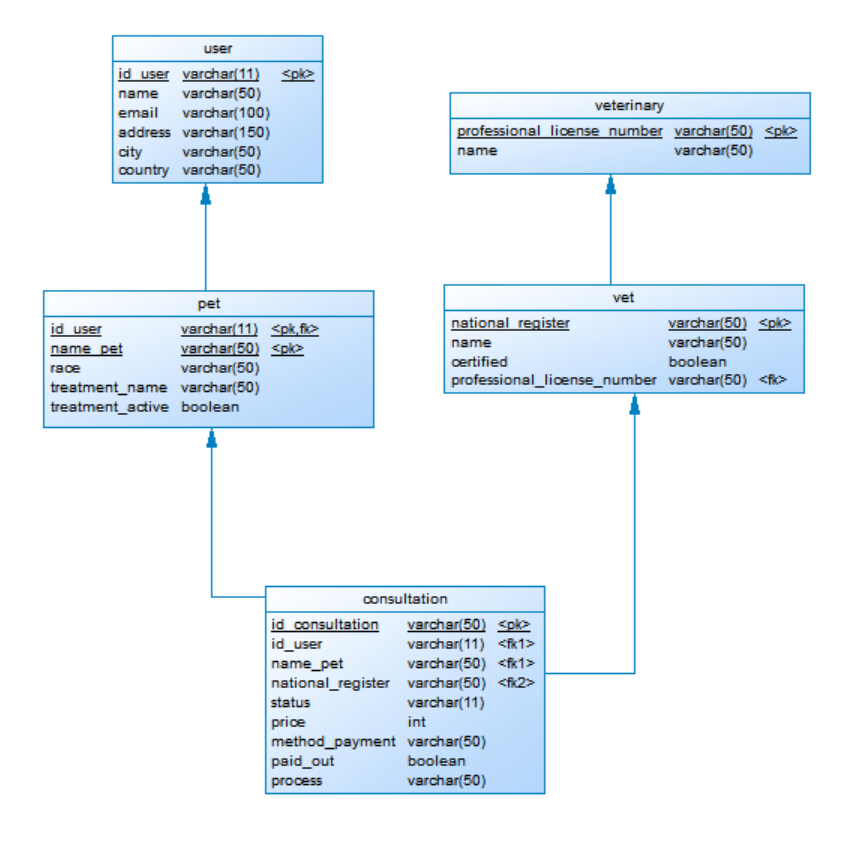 user
id_user varchar(11) <pk>
name varchar(50)
email varchar(100)
address varchar(150)
city varchar(50)
country varchar(50)
veterinary
professional_license_number varchar(50) <pk>
name varchar(50)
pet
id_user varchar(11) <pk,fk>
name_pet varchar(50) <pk>
race varchar(50)
treatment_name varchar(50)
treatment_active boolean
vet
national_register varchar(50) <pk>
name varchar(50)
certified boolean
professional_license_number varchar(50) <fk>
consultation
id_consultation varchar(50) <pk>
id_user varchar(11) <fk1>
name_pet varchar(50) <fk1>
national_register varchar(50) <fk2>
status varchar(11)
price int
method_payment varchar(50)
paid_out boolean
process varchar(50)